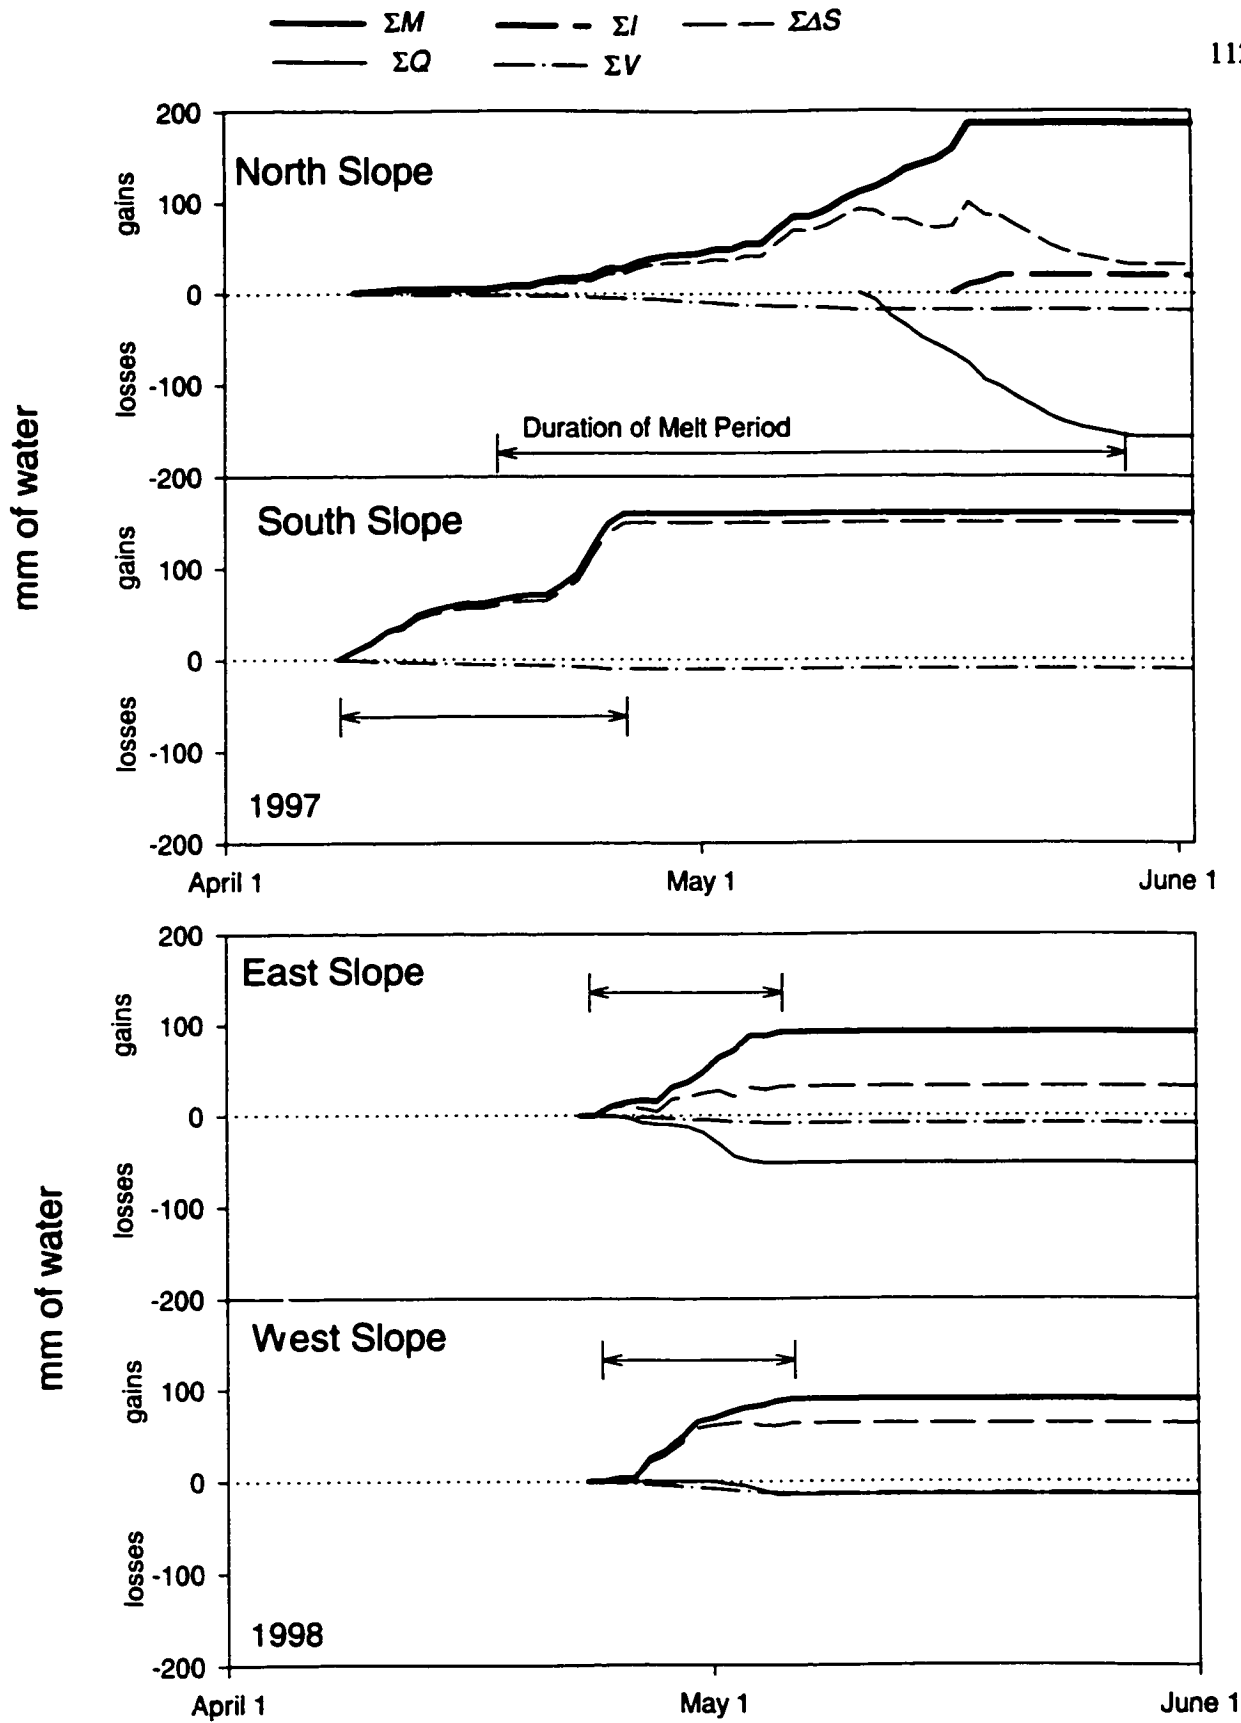 ΣM ΣI ΣΔS
ΣQ ΣV
200
North Slope
gains
100
0
losses
-100
Duration of Melt Period
-200
mm of water
South Slope
gains
100
0
losses
-100
1997
-200
April 1 May 1 June 1
200
East Slope
gains
100
0
losses
-100
-200
mm of water
West Slope
gains
100
0
losses
-100
1998
-200
April 1 May 1 June 1